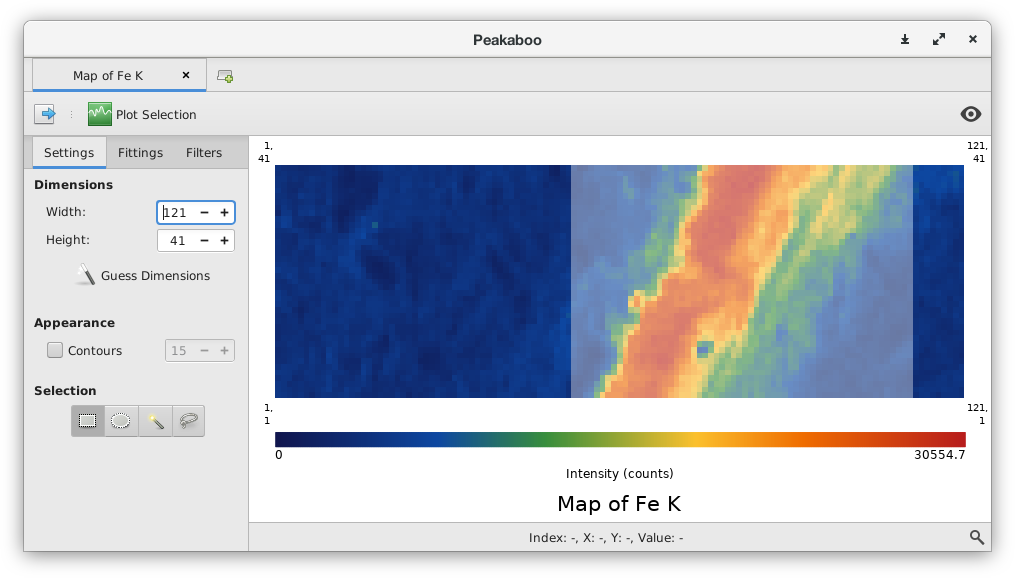 Peakaboo
Map of Fe K
Plot Selection
Settings Fittings Filters
1,
41
121,
41
Dimensions
Width: 121
Height: 41
Guess Dimensions
Appearance
Contours 15
Selection
1,
1
121,
1
0
30554.7
Intensity (counts)
Map of Fe K
Index: -, X: -, Y: -, Value: -